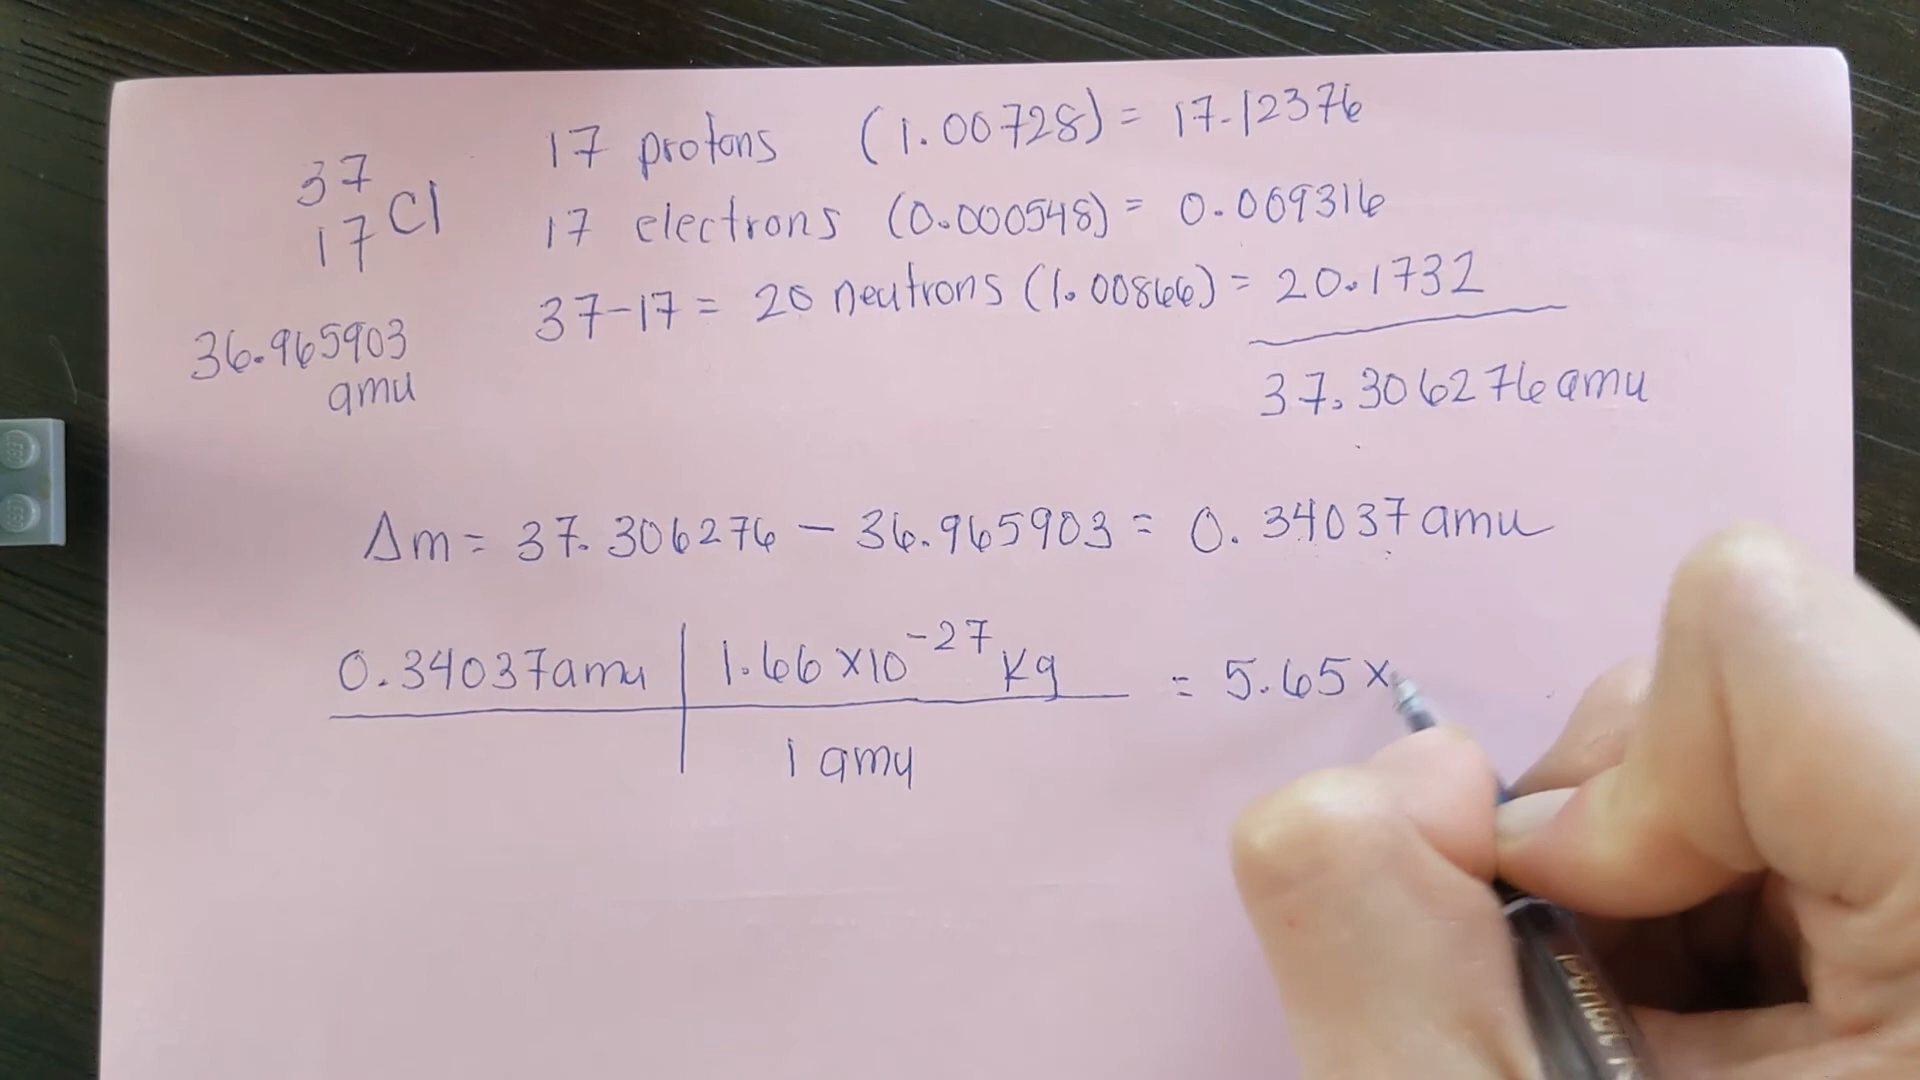 37
17 Cl
36.965903
amu
17 protons (1.00728) = 17.12376
17 electrons (0.000548) = 0.009316
37-17 = 20 neutrons (1.00866) = 20.1732
37.306276 amu
Δm = 37.306276 - 36.965903 = 0.34037 amu
0.34037 amu | 1.66 x 10^-27 kg = 5.65 x
1 amu